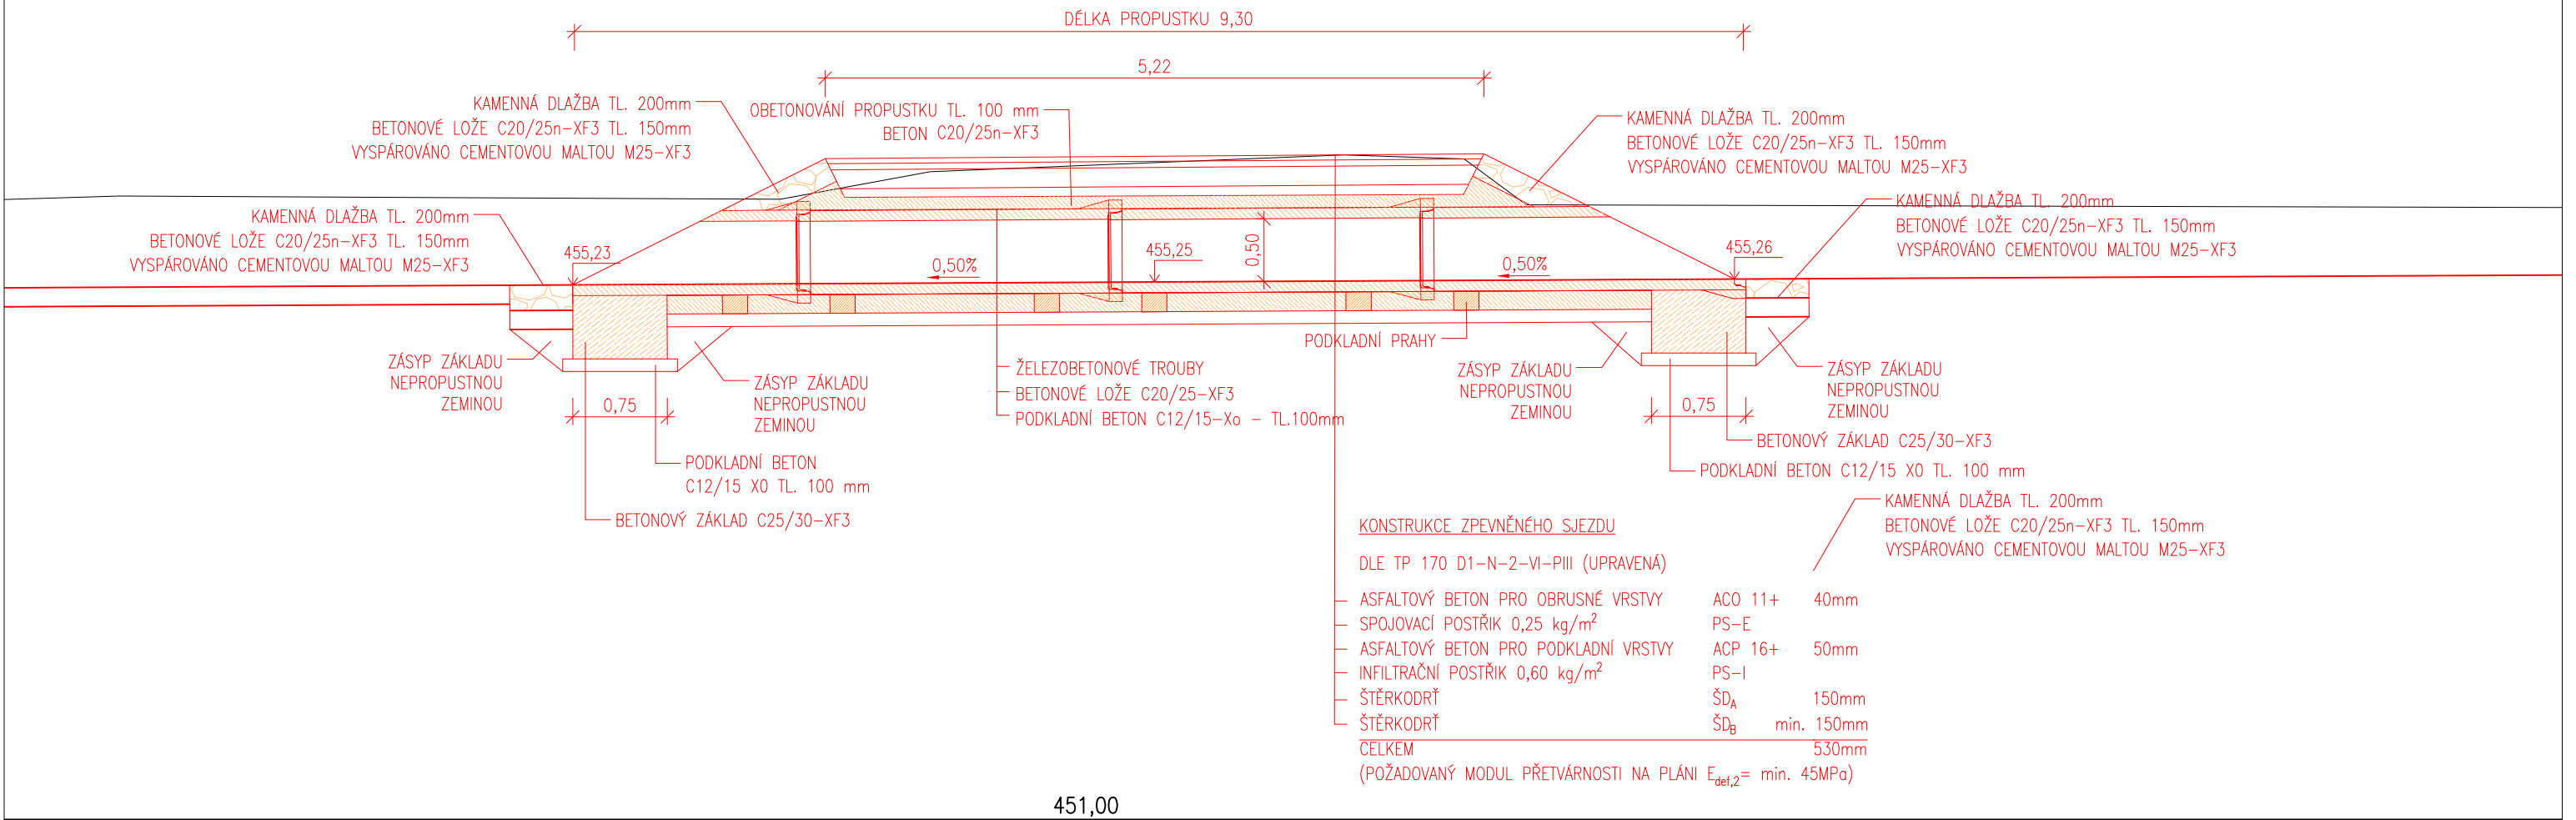 DÉLKA PROPUSTKU 9,30
5,22
KAMENNÁ DLAŽBA TL. 200mm
BETONOVÉ LOŽE C20/25n-XF3 TL. 150mm
VYSPÁROVÁNO CEMENTOVOU MALTOU M25-XF3
OBETONOVÁNÍ PROPUSTKU TL. 100 mm
BETON C20/25n-XF3
KAMENNÁ DLAŽBA TL. 200mm
BETONOVÉ LOŽE C20/25n-XF3 TL. 150mm
VYSPÁROVÁNO CEMENTOVOU MALTOU M25-XF3
KAMENNÁ DLAŽBA TL. 200mm
BETONOVÉ LOŽE C20/25n-XF3 TL. 150mm
VYSPÁROVÁNO CEMENTOVOU MALTOU M25-XF3
KAMENNÁ DLAŽBA TL. 200mm
BETONOVÉ LOŽE C20/25n-XF3 TL. 150mm
VYSPÁROVÁNO CEMENTOVOU MALTOU M25-XF3
455,23
0,50%
455,25
0,50
0,50%
455,26
PODKLADNÍ PRAHY
ZÁSYP ZÁKLADU
NEPROPUSTNOU
ZEMINOU
0,75
ZÁSYP ZÁKLADU
NEPROPUSTNOU
ZEMINOU
ŽELEZOBETONOVÉ TROUBY
BETONOVÉ LOŽE C20/25-XF3
PODKLADNÍ BETON C12/15-Xo - TL.100mm
ZÁSYP ZÁKLADU
NEPROPUSTNOU
ZEMINOU
0,75
ZÁSYP ZÁKLADU
NEPROPUSTNOU
ZEMINOU
BETONOVÝ ZÁKLAD C25/30-XF3
PODKLADNÍ BETON C12/15 X0 TL. 100 mm
PODKLADNÍ BETON
C12/15 X0 TL. 100 mm
BETONOVÝ ZÁKLAD C25/30-XF3
KAMENNÁ DLAŽBA TL. 200mm
BETONOVÉ LOŽE C20/25n-XF3 TL. 150mm
VYSPÁROVÁNO CEMENTOVOU MALTOU M25-XF3
KONSTRUKCE ZPEVNĚNÉHO SJEZDU
DLE TP 170 D1-N-2-VI-PIII (UPRAVENÁ)
ASFALTOVÝ BETON PRO OBRUSNÉ VRSTVY ACO 11+ 40mm
SPOJOVACÍ POSTŘIK 0,25 kg/m² PS-E
ASFALTOVÝ BETON PRO PODKLADNÍ VRSTVY ACP 16+ 50mm
INFILTRAČNÍ POSTŘIK 0,60 kg/m² PS-I
ŠTĚRKODRŤ ŠDA 150mm
ŠTĚRKODRŤ ŠDB min. 150mm
CELKEM 530mm
(POŽADOVANÝ MODUL PŘETVÁRNOSTI NA PLÁNI Edef,2= min. 45MPa)
451,00